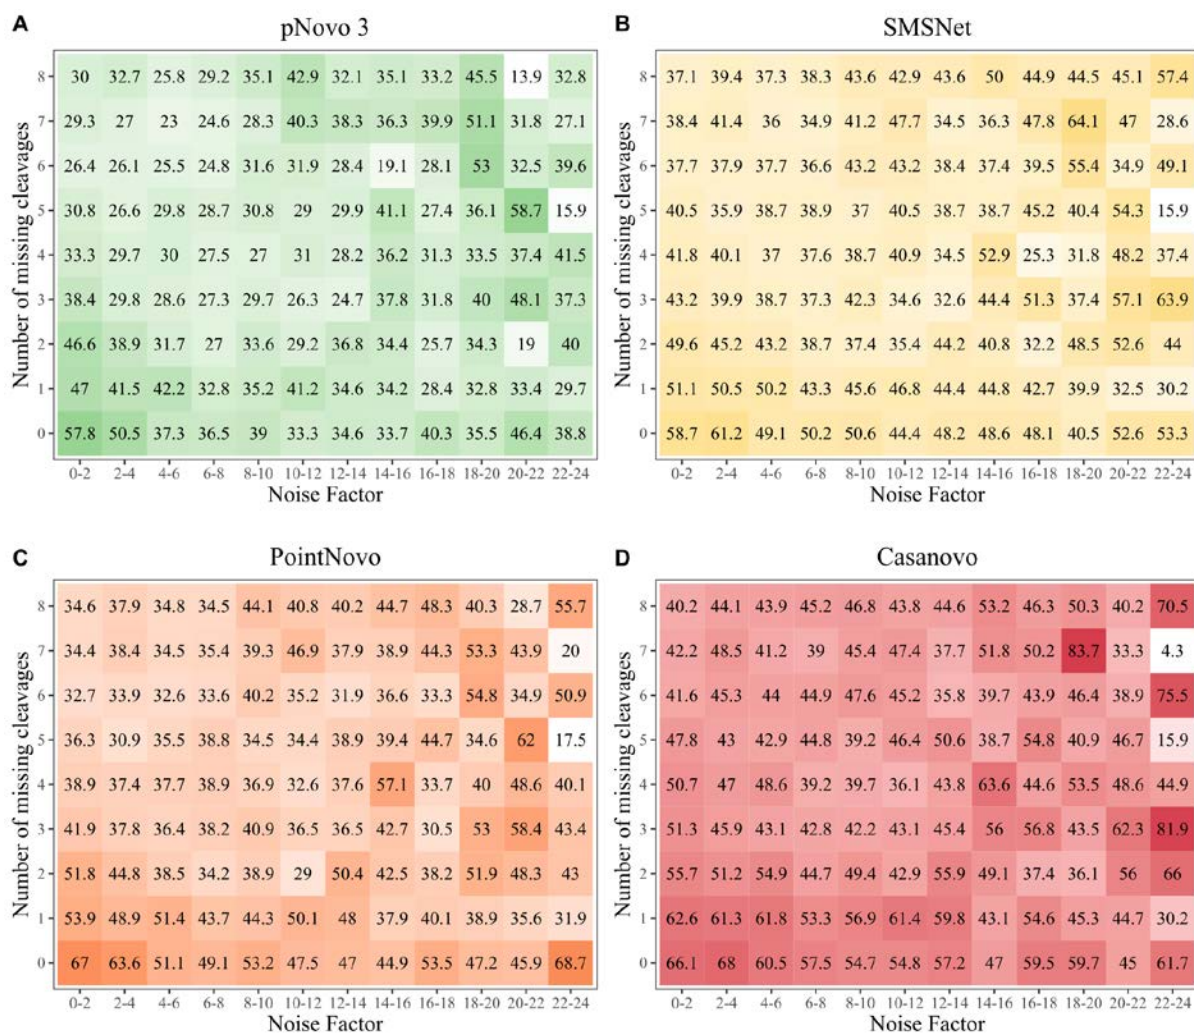 A pNovo 3
Number of missing cleavages
8 30 32.7 25.8 29.2 35.1 42.9 32.1 35.1 33.2 45.5 13.9 32.8
7 29.3 27 23 24.6 28.3 40.3 38.3 36.3 39.9 51.1 31.8 27.1
6 26.4 26.1 25.5 24.8 31.6 31.9 28.4 19.1 28.1 53 32.5 39.6
5 30.8 26.6 29.8 28.7 30.8 29 29.9 41.1 27.4 36.1 58.7 15.9
4 33.3 29.7 30 27.5 27 31 28.2 36.2 31.3 33.5 37.4 41.5
3 38.4 29.8 28.6 27.3 29.7 26.3 24.7 37.8 31.8 40 48.1 37.3
2 46.6 38.9 31.7 27 33.6 29.2 36.8 34.4 25.7 34.3 19 40
1 47 41.5 42.2 32.8 35.2 41.2 34.6 34.2 28.4 32.8 33.4 29.7
0 57.8 50.5 37.3 36.5 39 33.3 34.6 33.7 40.3 35.5 46.4 38.8
0-2 2-4 4-6 6-8 8-10 10-12 12-14 14-16 16-18 18-20 20-22 22-24
Noise Factor
B SMSNet
Number of missing cleavages
8 37.1 39.4 37.3 38.3 43.6 42.9 43.6 50 44.9 44.5 45.1 57.4
7 38.4 41.4 36 34.9 41.2 47.7 34.5 36.3 47.8 64.1 47 28.6
6 37.7 37.9 37.7 36.6 43.2 43.2 38.4 37.4 39.5 55.4 34.9 49.1
5 40.5 35.9 38.7 38.9 37 40.5 38.7 38.7 45.2 40.4 54.3 15.9
4 41.8 40.1 37 37.6 38.7 40.9 34.5 52.9 25.3 31.8 48.2 37.4
3 43.2 39.9 38.7 37.3 42.3 34.6 32.6 44.4 51.3 37.4 57.1 63.9
2 49.6 45.2 43.2 38.7 37.4 35.4 44.2 40.8 32.2 48.5 52.6 44
1 51.1 50.5 50.2 43.3 45.6 46.8 44.4 44.8 42.7 39.9 32.5 30.2
0 58.7 61.2 49.1 50.2 50.6 44.4 48.2 48.6 48.1 40.5 52.6 53.3
0-2 2-4 4-6 6-8 8-10 10-12 12-14 14-16 16-18 18-20 20-22 22-24
Noise Factor
C PointNovo
Number of missing cleavages
8 34.6 37.9 34.8 34.5 44.1 40.8 40.2 44.7 48.3 40.3 28.7 55.7
7 34.4 38.4 34.5 35.4 39.3 46.9 37.9 38.9 44.3 53.3 43.9 20
6 32.7 33.9 32.6 33.6 40.2 35.2 31.9 36.6 33.3 54.8 34.9 50.9
5 36.3 30.9 35.5 38.8 34.5 34.4 38.9 39.4 44.7 34.6 62 17.5
4 38.9 37.4 37.7 38.9 36.9 32.6 37.6 57.1 33.7 40 48.6 40.1
3 41.9 37.8 36.4 38.2 40.9 36.5 36.5 42.7 30.5 53 58.4 43.4
2 51.8 44.8 38.5 34.2 38.9 29 50.4 42.5 38.2 51.9 48.3 43
1 53.9 48.9 51.4 43.7 44.3 50.1 48 37.9 40.1 38.9 35.6 31.9
0 67 63.6 51.1 49.1 53.2 47.5 47 44.9 53.5 47.2 45.9 68.7
0-2 2-4 4-6 6-8 8-10 10-12 12-14 14-16 16-18 18-20 20-22 22-24
Noise Factor
D Casanovo
Number of missing cleavages
8 40.2 44.1 43.9 45.2 46.8 43.8 44.6 53.2 46.3 50.3 40.2 70.5
7 42.2 48.5 41.2 39 45.4 47.4 37.7 51.8 50.2 83.7 33.3 4.3
6 41.6 45.3 44 44.9 47.6 45.2 35.8 39.7 43.9 46.4 38.9 75.5
5 47.8 43 42.9 44.8 39.2 46.4 50.6 38.7 54.8 40.9 46.7 15.9
4 50.7 47 48.6 39.2 39.7 36.1 43.8 63.6 44.6 53.5 48.6 44.9
3 51.3 45.9 43.1 42.8 42.2 43.1 45.4 56 56.8 43.5 62.3 81.9
2 55.7 51.2 54.9 44.7 49.4 42.9 55.9 49.1 37.4 36.1 56 66
1 62.6 61.3 61.8 53.3 56.9 61.4 59.8 43.1 54.6 45.3 44.7 30.2
0 66.1 68 60.5 57.5 54.7 54.8 57.2 47 59.5 59.7 45 61.7
0-2 2-4 4-6 6-8 8-10 10-12 12-14 14-16 16-18 18-20 20-22 22-24
Noise Factor